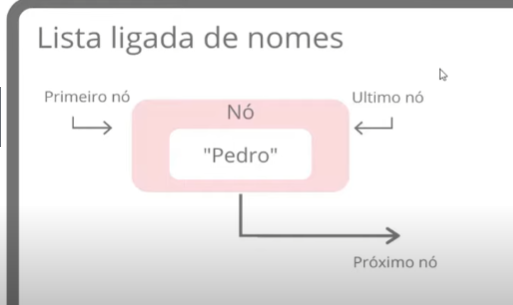 Lista ligada de nomes
Primeiro nó
Ultimo nó
Nó
"Pedro"
Próximo nó